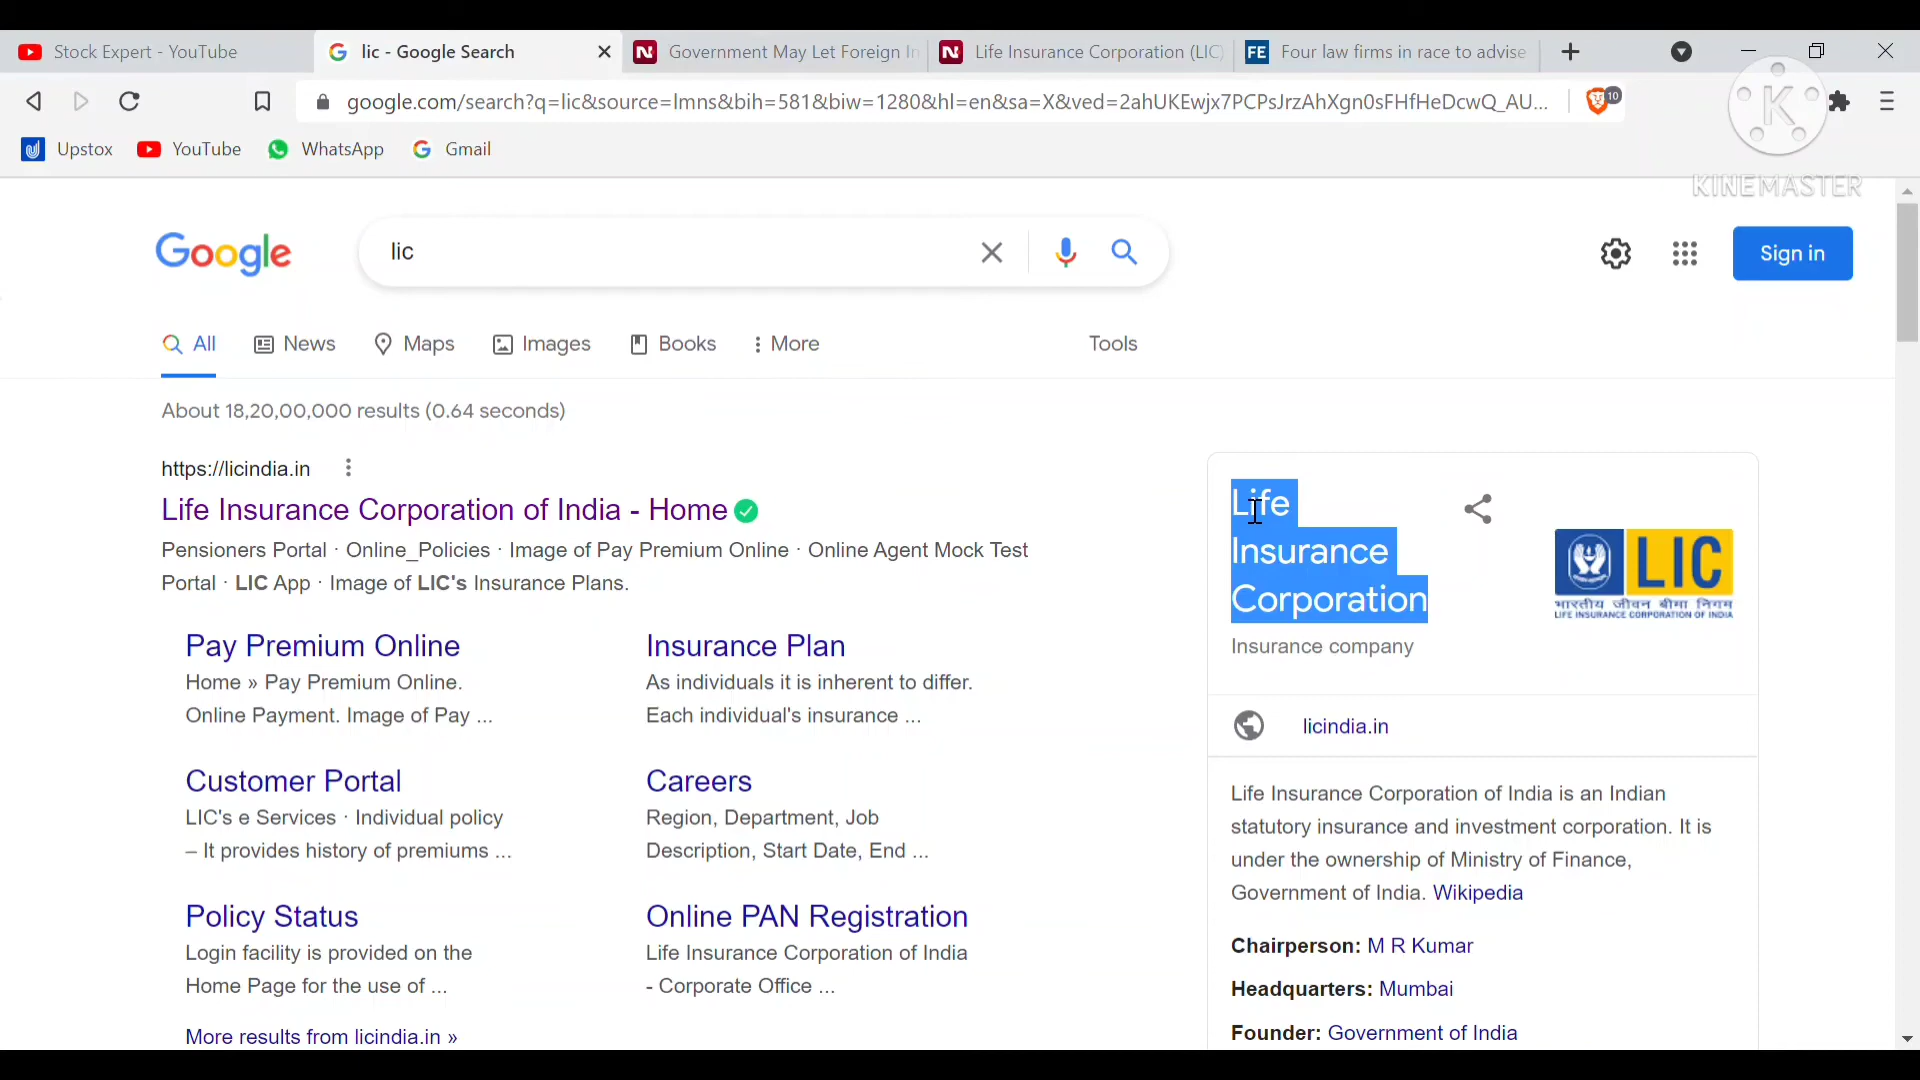 Stock Expert - YouTube
lic - Google Search
Government May Let Foreign In
Life Insurance Corporation (LIC)
Four law firms in race to advise
google.com/search?q=lic&source=lmns&bih=581&biw=1280&hl=en&sa=X&ved=2ahUKEwjx7PCPsJrzAhXgn0sFHfHeDcwQ_AU...
10
K
KINEMASTER
Upstox
YouTube
WhatsApp
Gmail
Google
lic
Sign in
All
News
Maps
Images
Books
More
Tools
About 18,20,00,000 results (0.64 seconds)
https://licindia.in
Life Insurance Corporation of India - Home
Pensioners Portal · Online_Policies · Image of Pay Premium Online · Online Agent Mock Test
Portal · LIC App · Image of LIC's Insurance Plans.
Pay Premium Online
Home » Pay Premium Online.
Online Payment. Image of Pay ...
Insurance Plan
As individuals it is inherent to differ.
Each individual's insurance ...
Customer Portal
LIC's e Services · Individual policy
– It provides history of premiums ...
Careers
Region, Department, Job
Description, Start Date, End ...
Policy Status
Login facility is provided on the
Home Page for the use of ...
Online PAN Registration
Life Insurance Corporation of India
- Corporate Office ...
More results from licindia.in »
Life
Insurance
Corporation
Insurance company
LIC
भारतीय जीवन बीमा निगम
LIFE INSURANCE CORPORATION OF INDIA
licindia.in
Life Insurance Corporation of India is an Indian
statutory insurance and investment corporation. It is
under the ownership of Ministry of Finance,
Government of India. Wikipedia
Chairperson: M R Kumar
Headquarters: Mumbai
Founder: Government of India